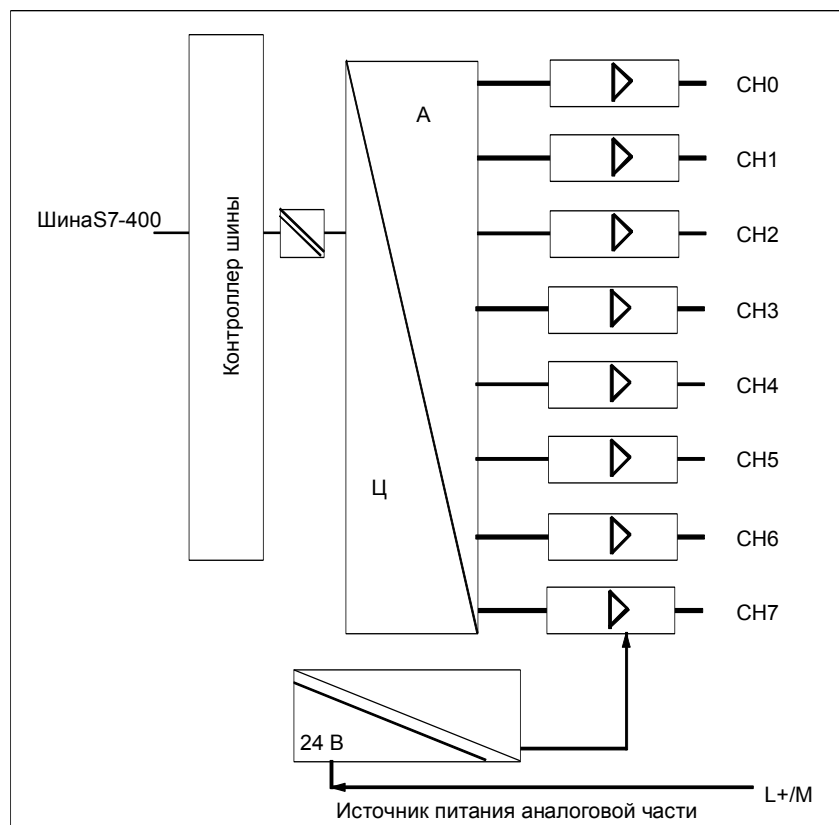 А
CH0
CH1
ШинаS7-400
Контроллер шины
CH2
CH3
CH4
CH5
Ц
CH6
CH7
24 В
L+/M
Источник питания аналоговой части